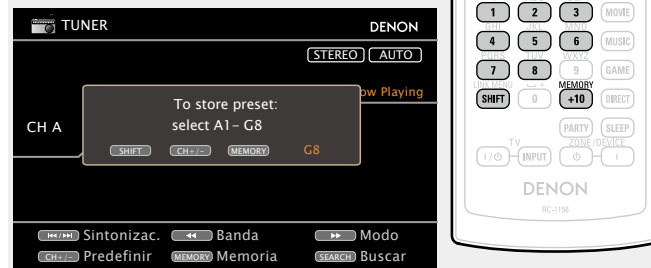 TUNER
DENON
STEREO AUTO
Now Playing
To store preset:
select A1– G8
CH A
SHIFT CH+/– MEMORY G8
Sintonizac. Banda Modo
CH+/– Predefinir MEMORY Memoria SEARCH Buscar
1 2 3 MOVIE
GHI JKL MNO
4 5 6 MUSIC
PQRS TUV WXYZ
7 8 9 GAME
LINK MENU MEMORY
SHIFT 0 +10 DIRECT
PARTY SLEEP
TV ZONE/DEVICE
INPUT
DENON
RC-1156